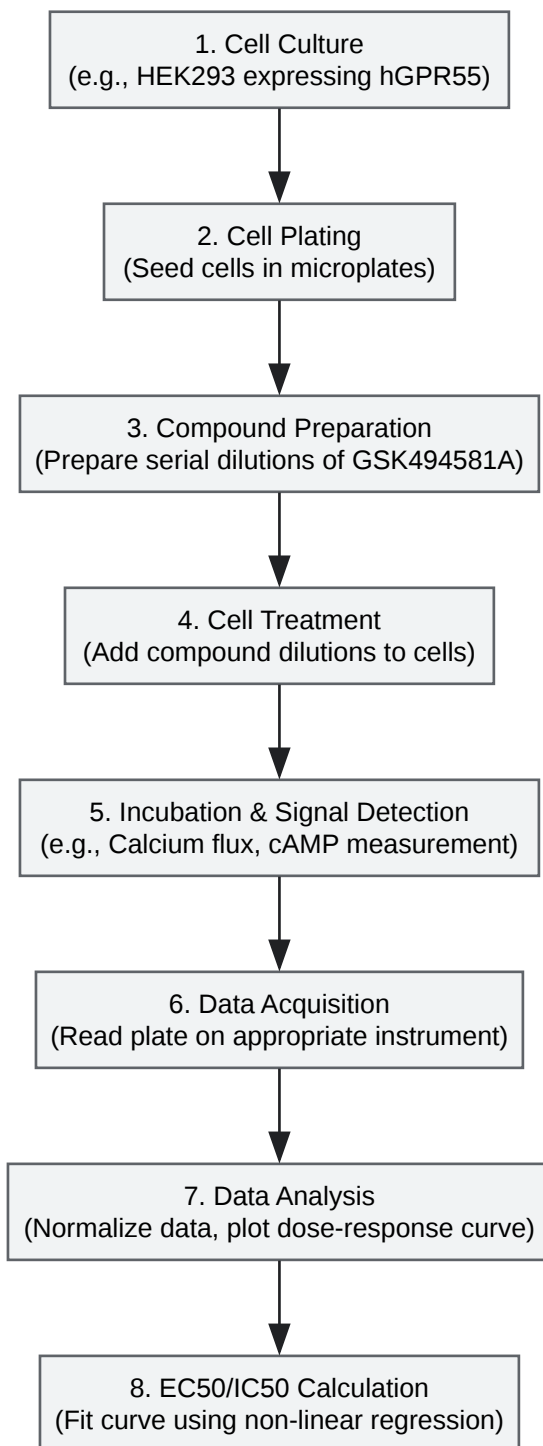 1. Cell Culture
(e.g., HEK293 expressing hGPR55)
2. Cell Plating
(Seed cells in microplates)
3. Compound Preparation
(Prepare serial dilutions of GSK494581A)
4. Cell Treatment
(Add compound dilutions to cells)
5. Incubation & Signal Detection
(e.g., Calcium flux, cAMP measurement)
6. Data Acquisition
(Read plate on appropriate instrument)
7. Data Analysis
(Normalize data, plot dose-response curve)
8. EC50/IC50 Calculation
(Fit curve using non-linear regression)